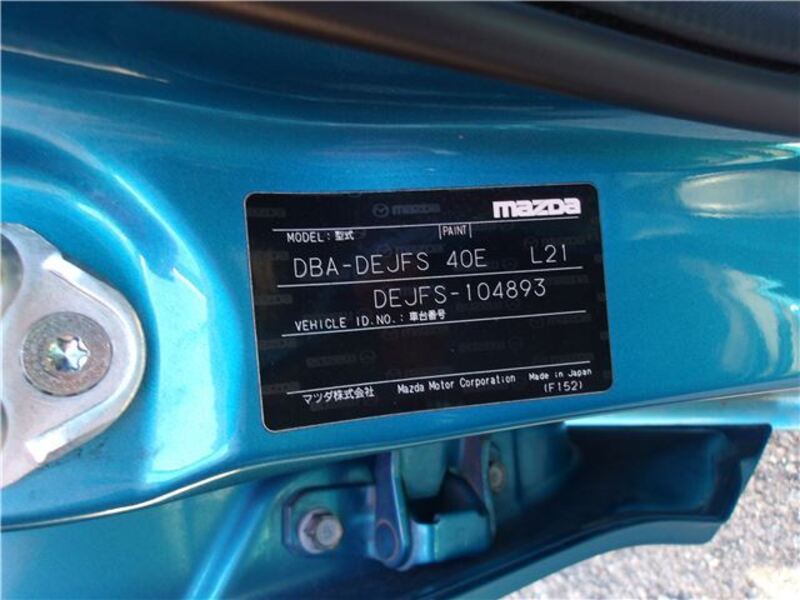 mazda
MODEL:型式 PAINT
DBA-DEJFS 40E L21
DEJFS-104893
VEHICLE ID.NO.:車台番号
マツダ株式会社 Mazda Motor Corporation Made in Japan
(F152)